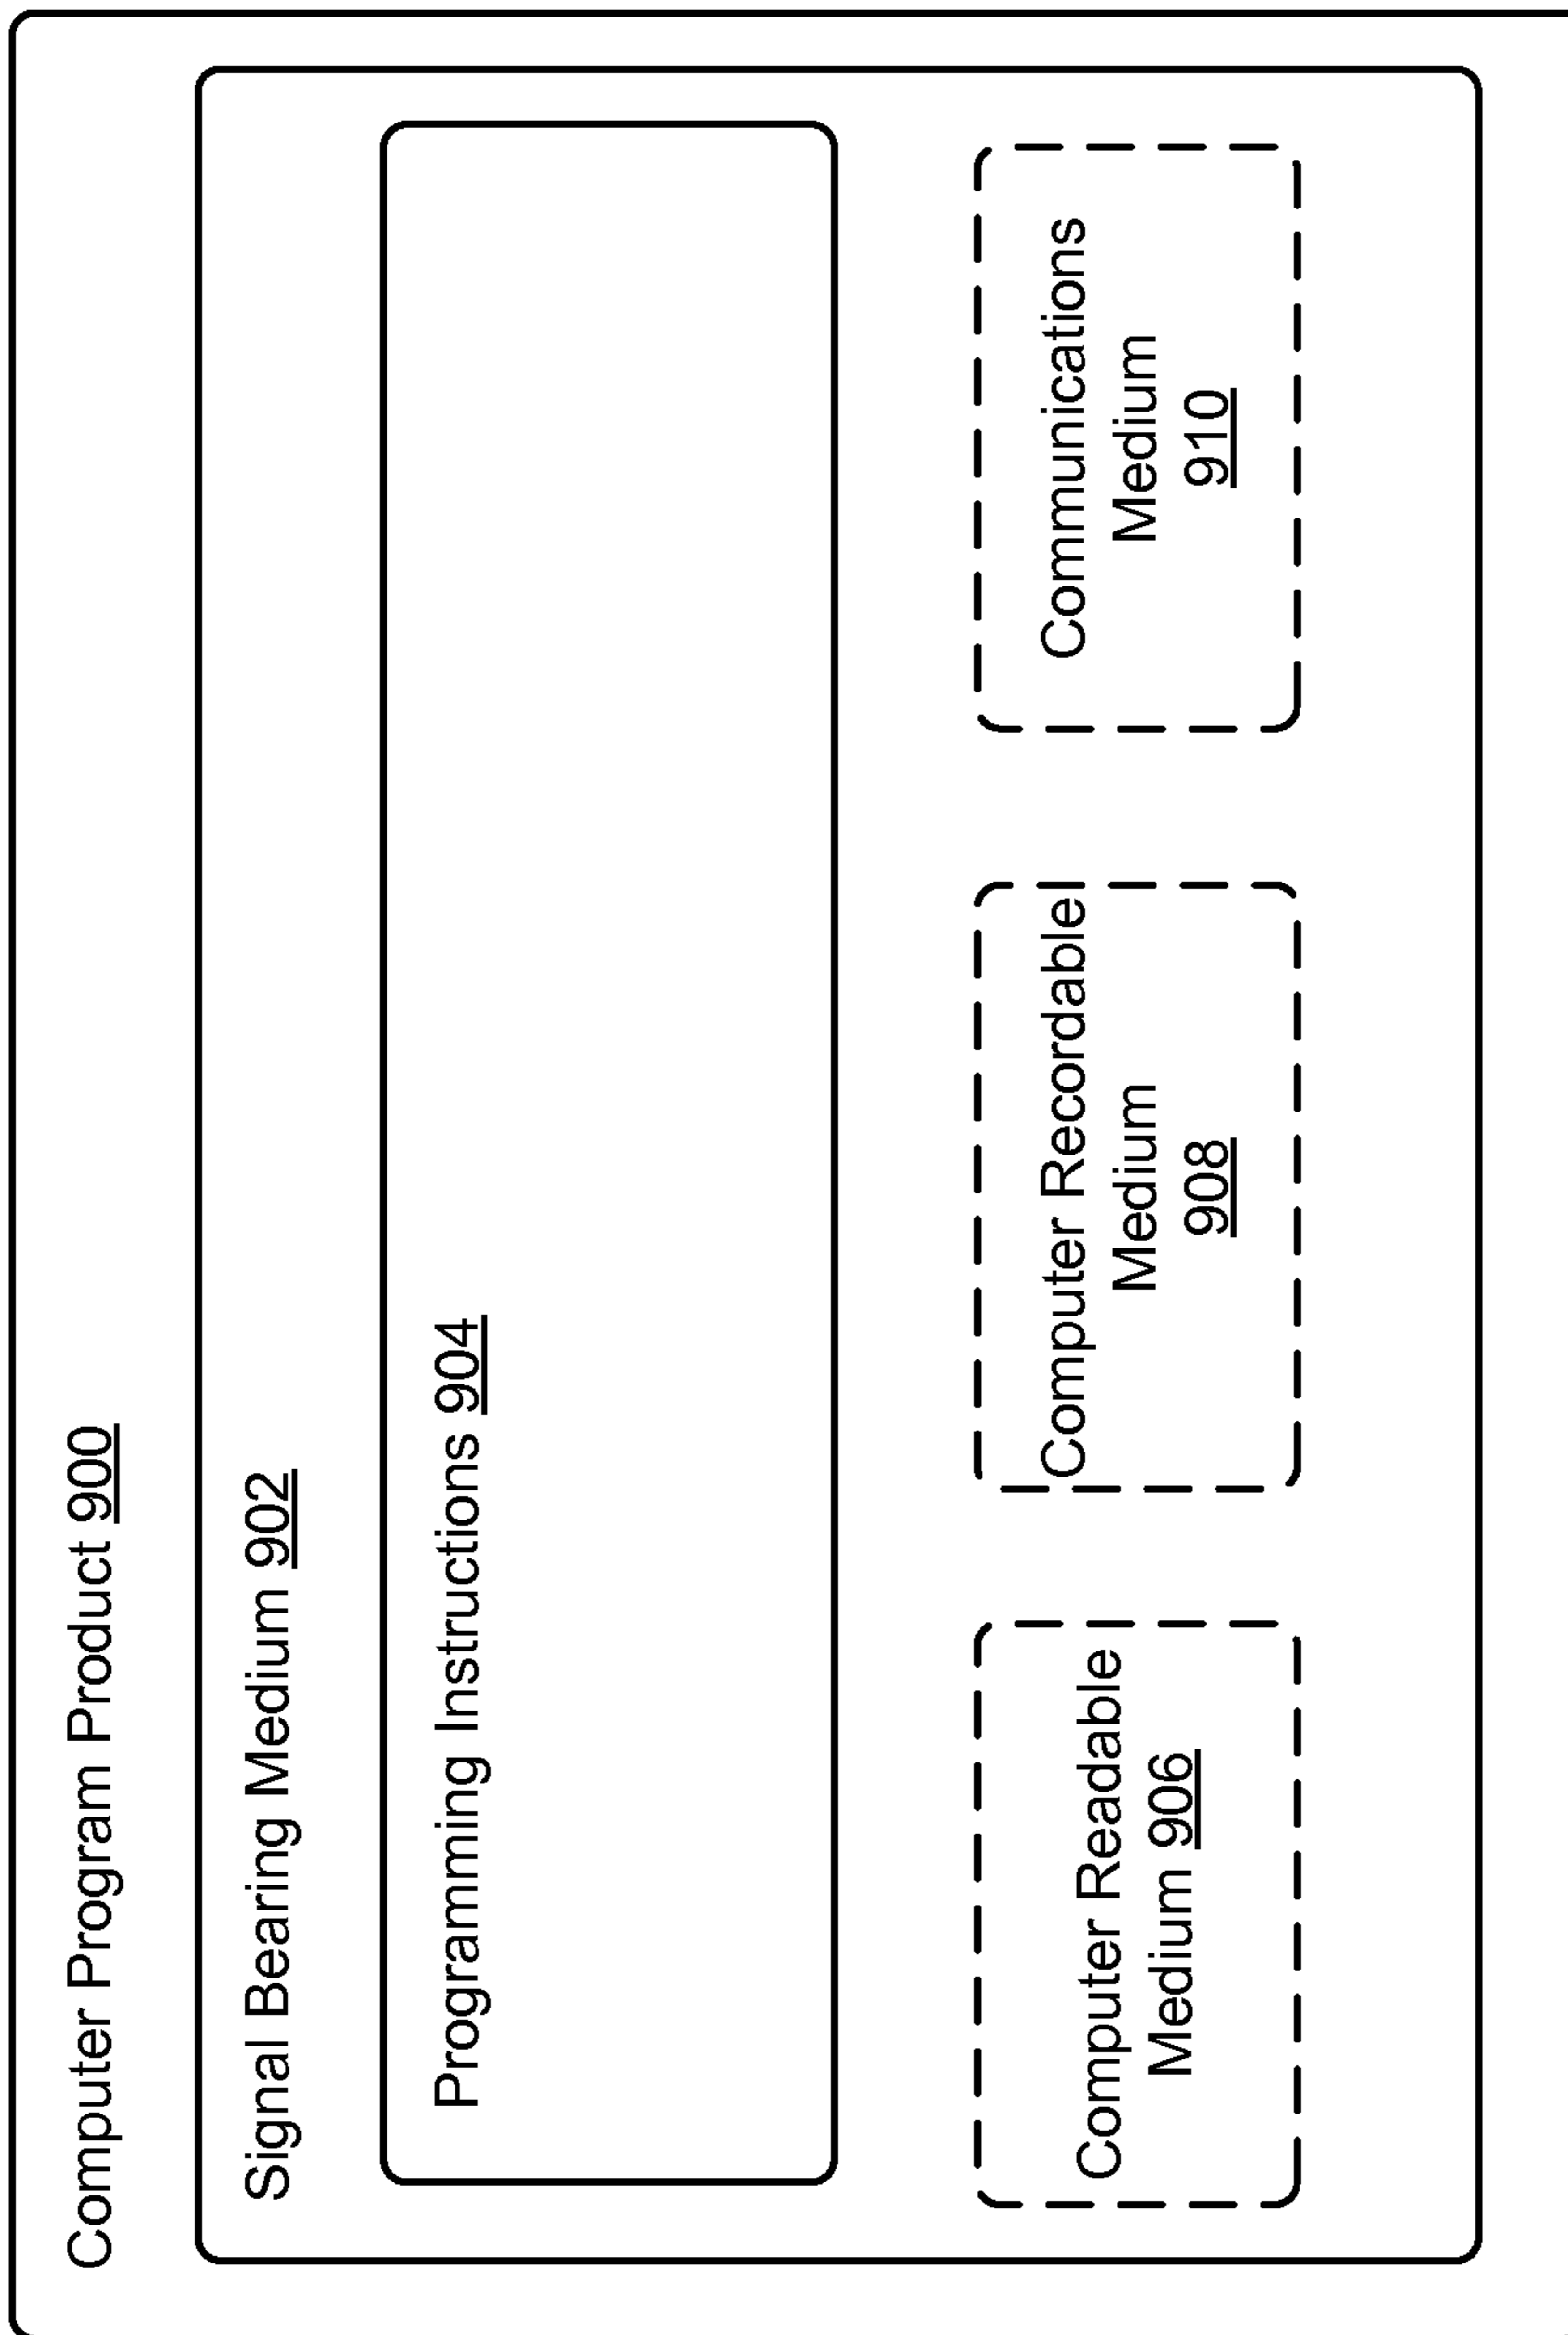 Computer Program Product 900
Signal Bearing Medium 902
Programming Instructions 904
Computer Readable
Medium 906
Computer Recordable
Medium
908
Communications
Medium
910